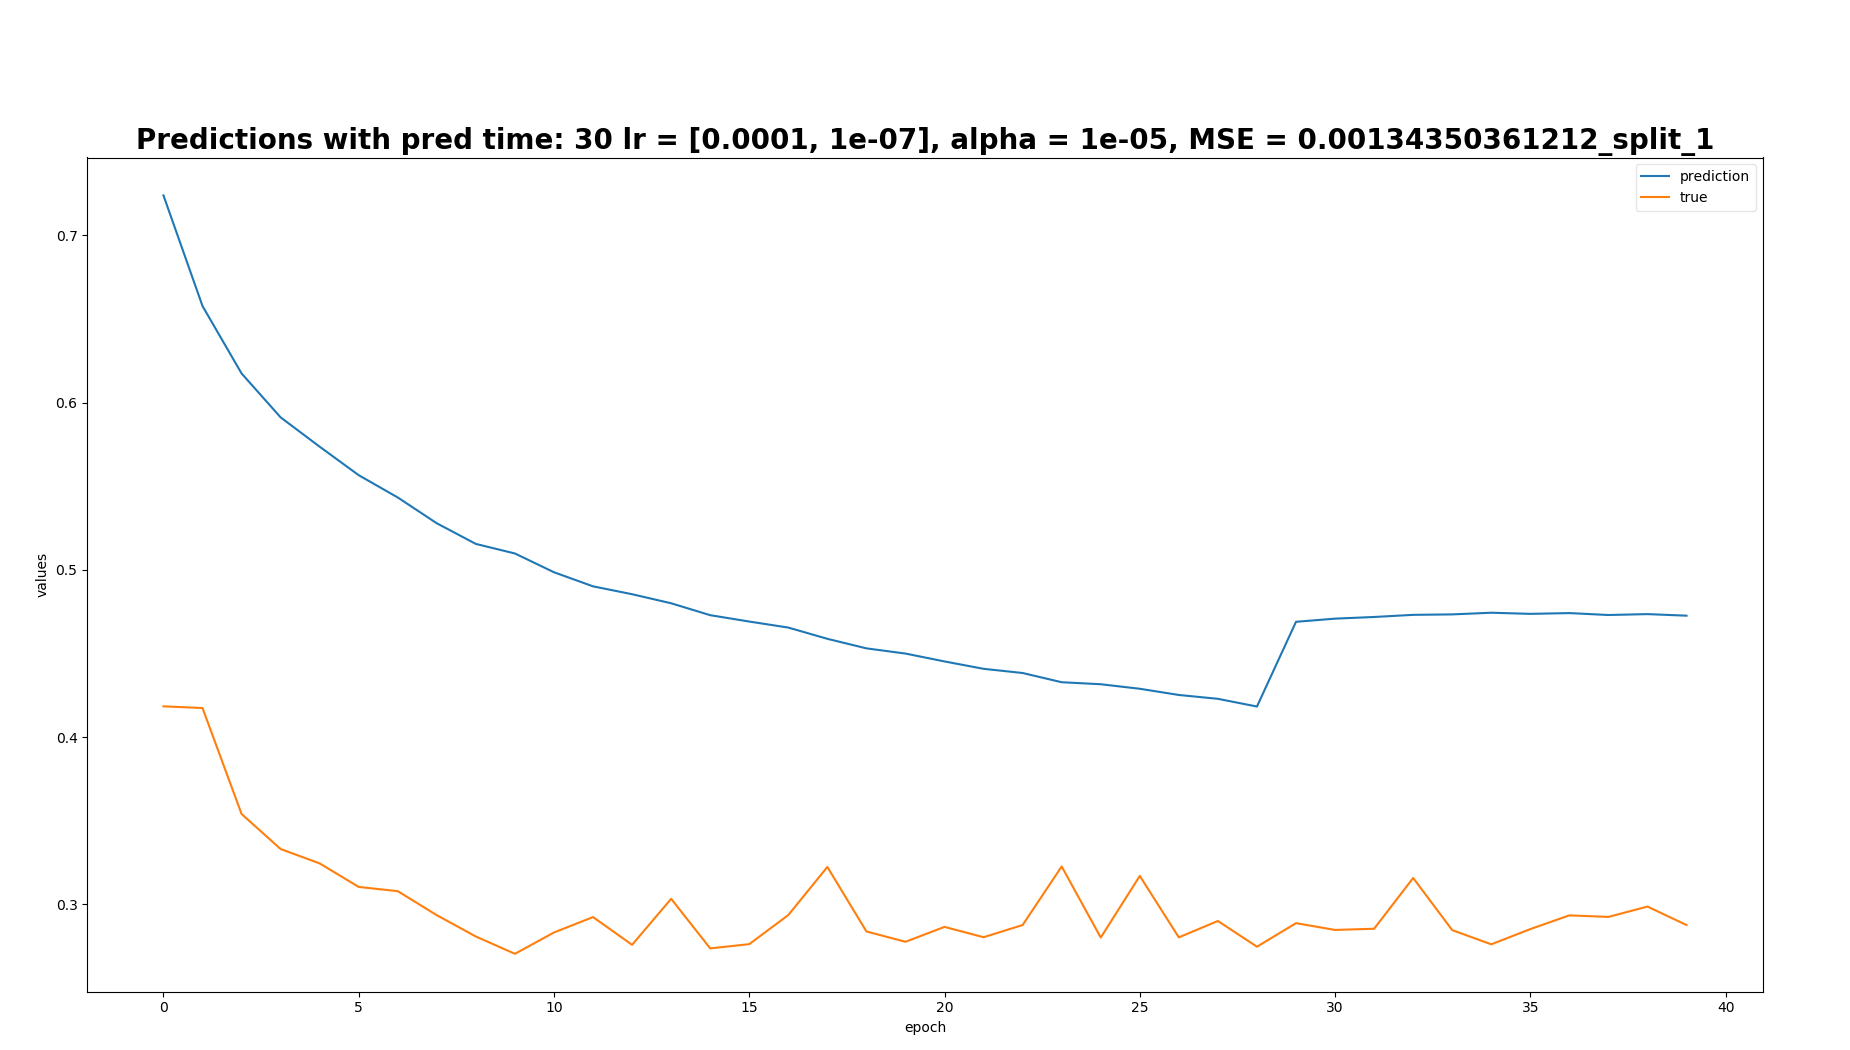 Predictions with pred time: 30 lr = [0.0001, 1e-07], alpha = 1e-05, MSE = 0.00134350361212_split_1
prediction
true
0.7
0.6
0.5
0.4
0.3
values
0 5 10 15 20 25 30 35 40
epoch